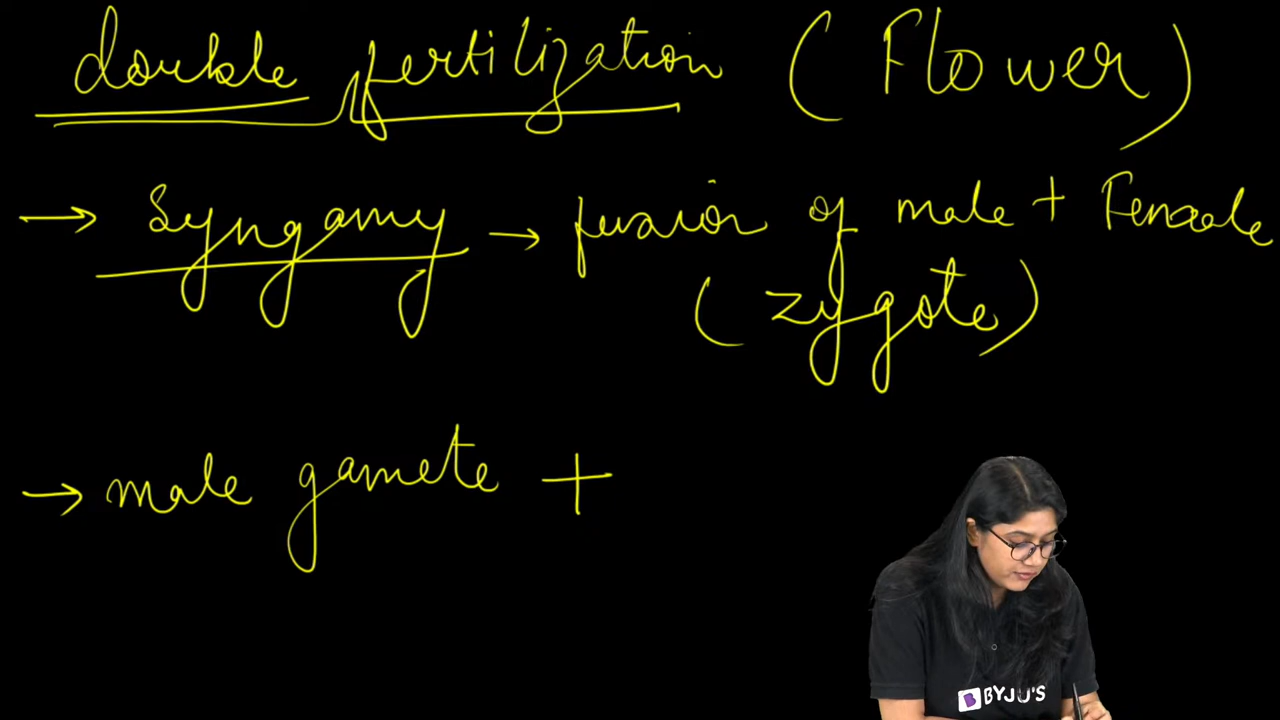 double fertilization (Flower)
→ Syngamy → fusion of male + Female
(zygote)
→ male gamete +
BYJU'S